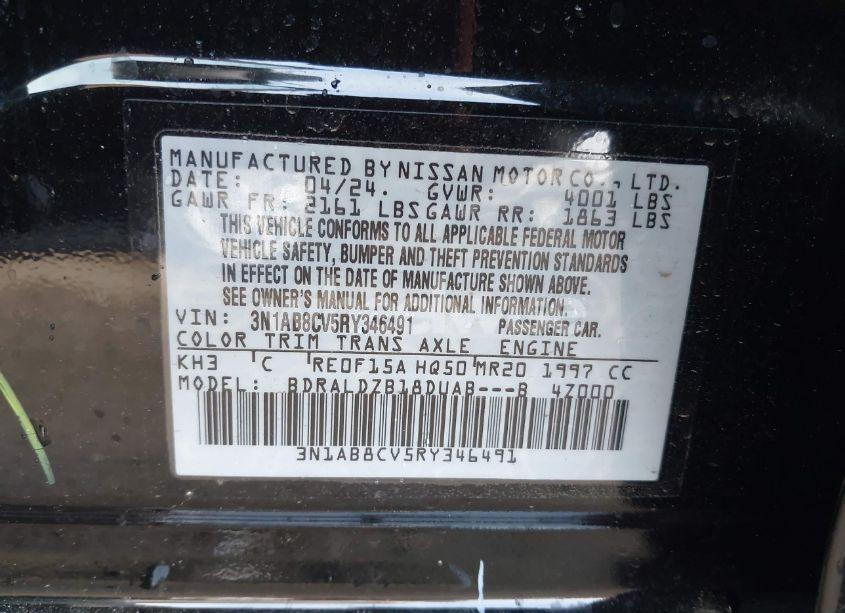 MANUFACTURED BY NISSAN MOTOR CO., LTD.
DATE: 04/24. GVWR: 4001 LBS
GAWR FR: 2161 LBS GAWR RR: 1863 LBS
THIS VEHICLE CONFORMS TO ALL APPLICABLE FEDERAL MOTOR
VEHICLE SAFETY, BUMPER AND THEFT PREVENTION STANDARDS
IN EFFECT ON THE DATE OF MANUFACTURE SHOWN ABOVE.
SEE OWNER'S MANUAL FOR ADDITIONAL INFORMATION.
VIN: 3N1AB8CV5RY346491 PASSENGER CAR.
COLOR TRIM TRANS AXLE ENGINE
KH3 C RE0F15A HQ50 MR20 1997 CC
MODEL: BDRALDZB18DUAB---B 4Z000
3N1AB8CV5RY346491